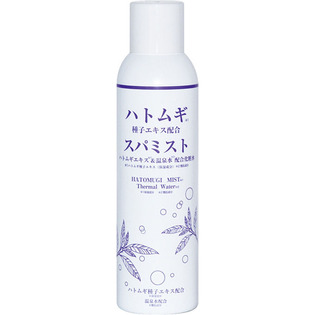 ハトムギ
種子エキス配合
スパミスト
ハトムギエキス&温泉水 配合化粧水
HATOMUGI MIST
Thermal Water
ハトムギ種子エキス配合
温泉水配合